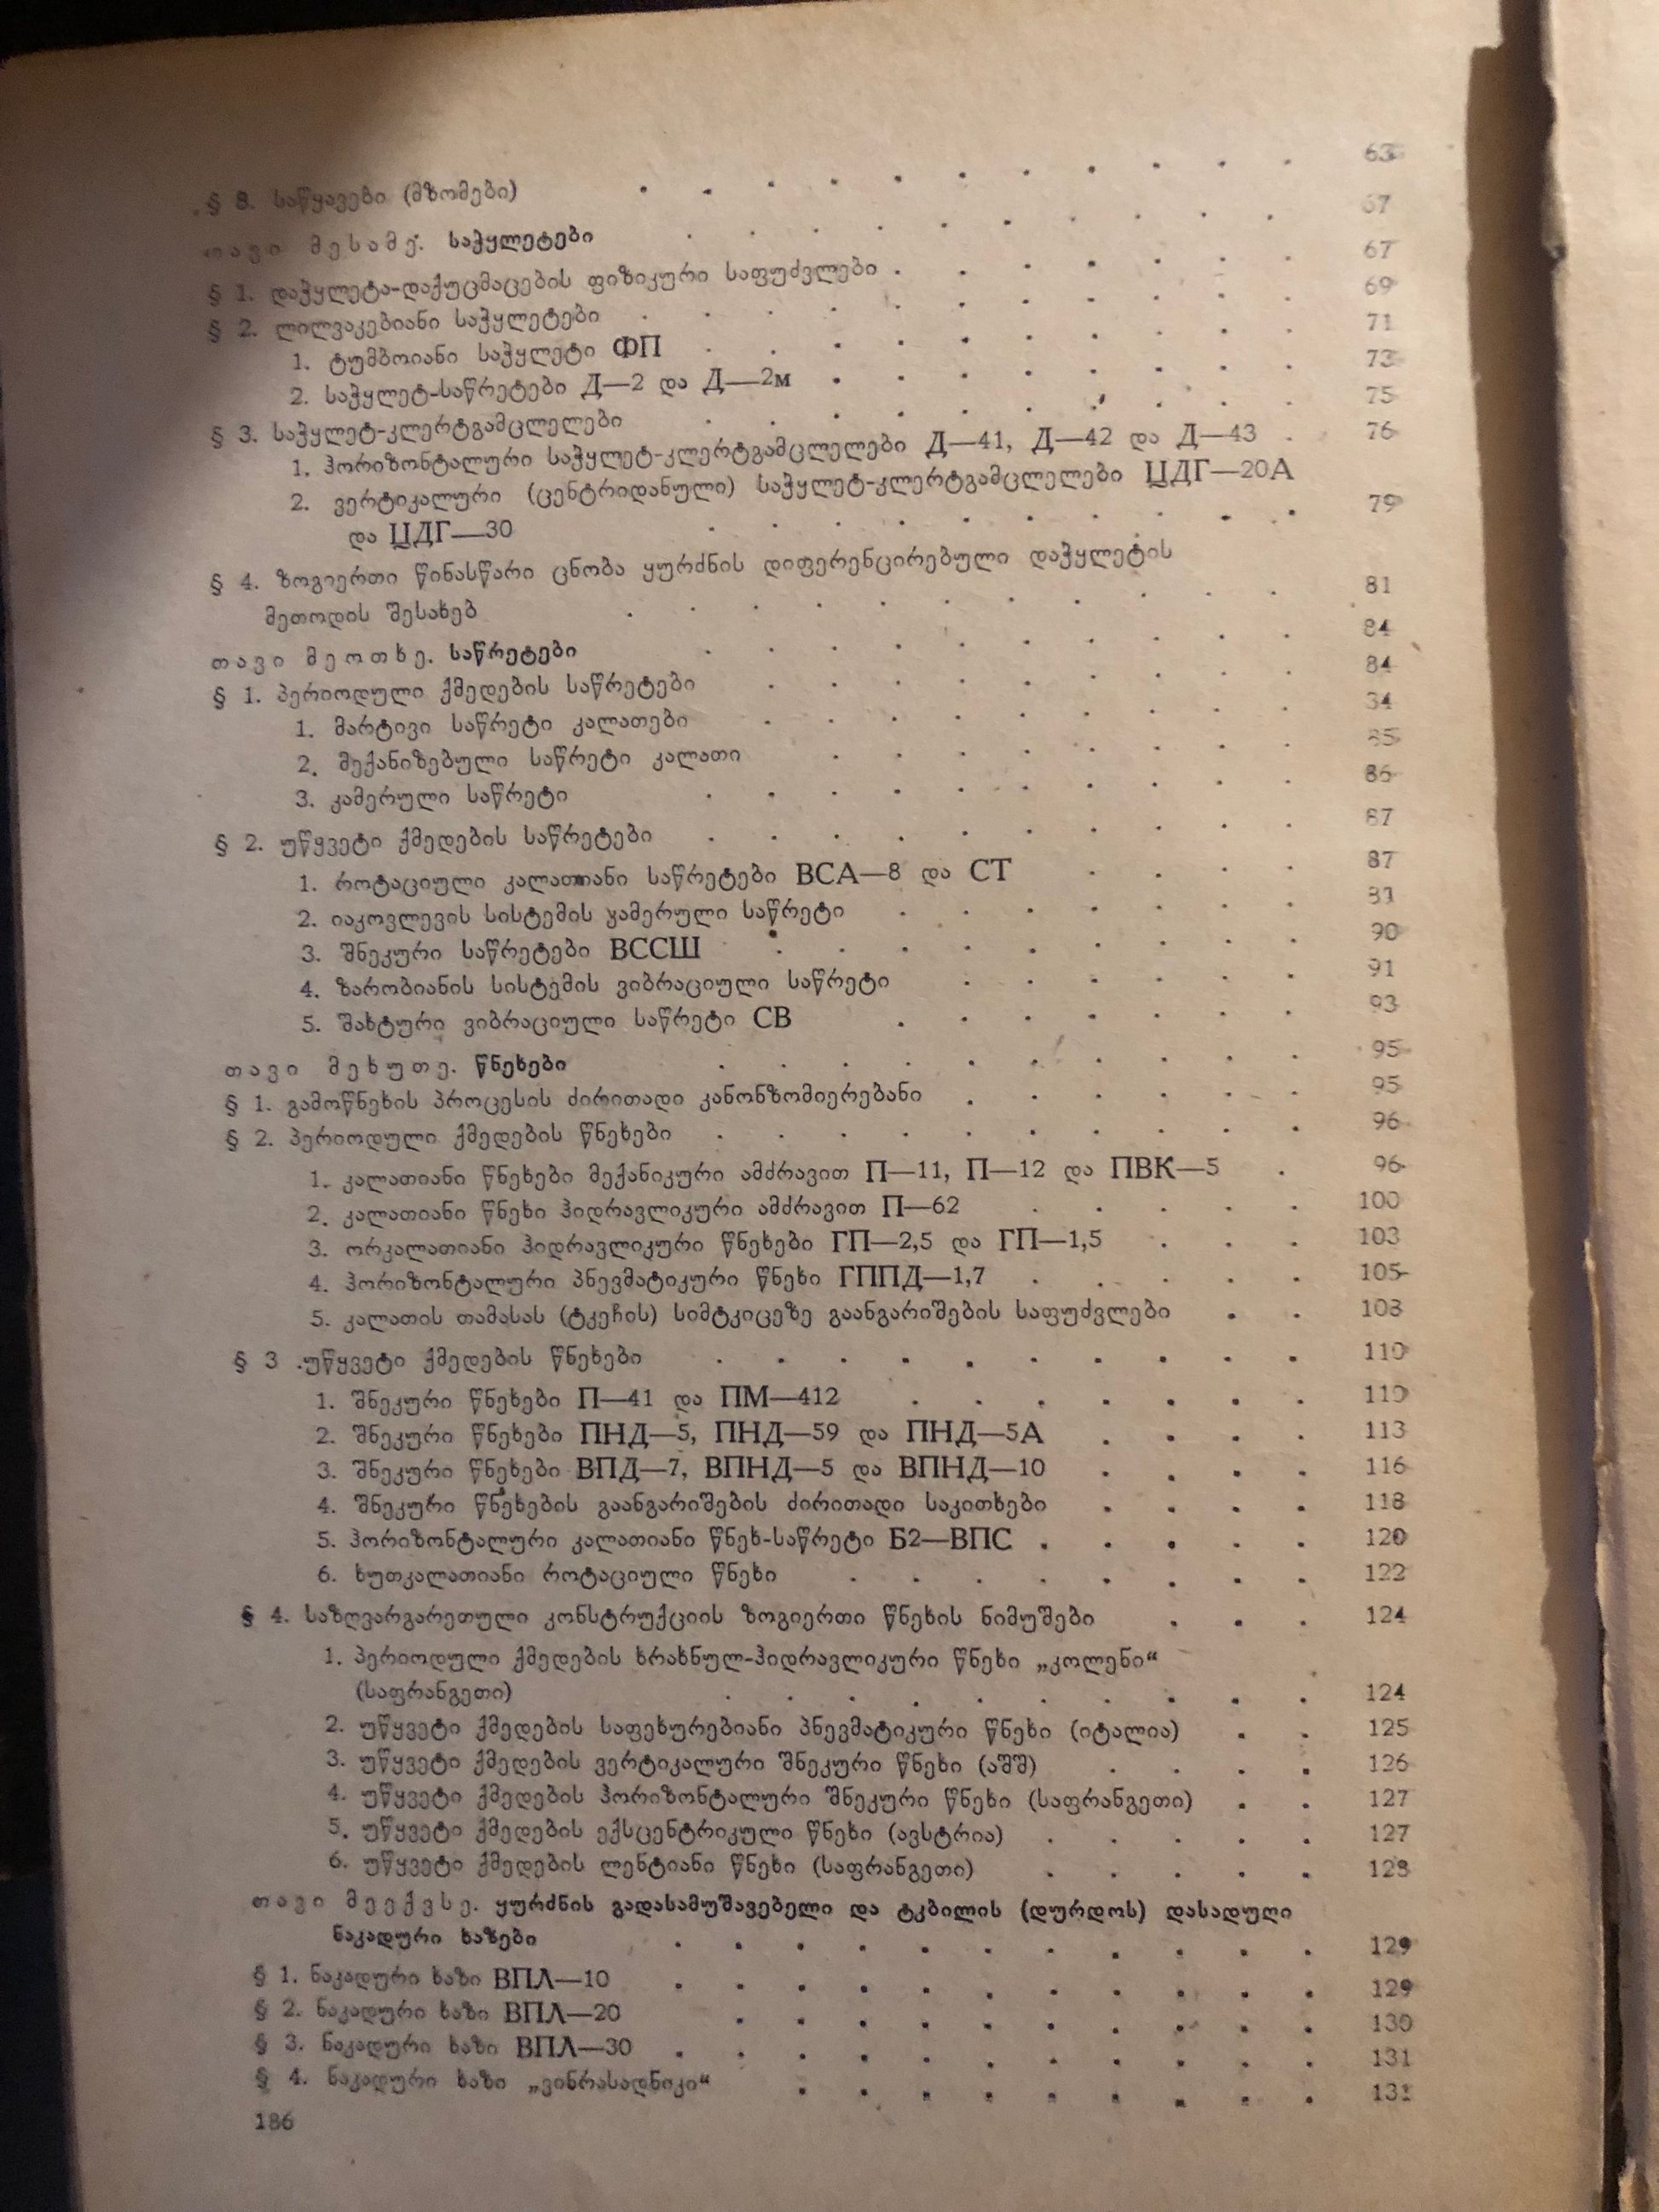 § 8. საწყავები (მზომები) . . . . . . . . . . . 63
თავი მესამე. საჭყლეტები . . . . . . . . . . 67
§ 1. დაჭყლეტა-დაქუცმაცების ფიზიკური საფუძვლები . . . . . . . 67
§ 2. ლილვაკებიანი საჭყლეტები . . . . . . . . . . 69
1. ტუმბოიანი საჭყლეტი ФП . . . . . . . . . . 71
2. საჭყლეტ-საწრეტები Д—2 და Д—2м . . . . . . . . 73
§ 3. საჭყლეტ-კლერტგამცლელები . . . . . . . . . . 75
1. ჰორიზონტალური საჭყლეტ-კლერტგამცლელები Д—41, Д—42 და Д—43 . 76
2. ვერტიკალური (ცენტრიდანული) საჭყლეტ-კლერტგამცლელები ЦДГ—20А
და ЦДГ—30 . . . . . . . . . . 79
§ 4. ზოგიერთი წინასწარი ცნობა ყურძნის დიფერენცირებული დაჭყლეტის
მეთოდის შესახებ . . . . . . . . . . . 81
თავი მეოთხე. საწრეტები . . . . . . . . . . 84
§ 1. პერიოდული ქმედების საწრეტები . . . . . . . . . 84
1. მარტივი საწრეტი კალათები . . . . . . . . . 84
2. მექანიზებული საწრეტი კალათი . . . . . . . . 85
3. კამერული საწრეტი . . . . . . . . . . 86
§ 2. უწყვეტი ქმედების საწრეტები . . . . . . . . . . 87
1. როტაციული კალათიანი საწრეტები ВСА—8 და СТ . . . . 87
2. იაკოვლევის სისტემის კამერული საწრეტი . . . . . . .
3. შნეკური საწრეტები ВССШ . . . . . . . . . 90
4. ზარობიანის სისტემის ვიბრაციული საწრეტი . . . . . . 91
5. შახტური ვიბრაციული საწრეტი СВ . . . . . . . 93
თავი მეხუთე. წნეხები . . . . . . . . . . 95
§ 1. გამოწნეხის პროცესის ძირითადი კანონზომიერებანი . . . . . . 95
§ 2. პერიოდული ქმედების წნეხები . . . . . . . . . . 96
1. კალათიანი წნეხები მექანიკური ამძრავით П—11, П—12 და ПВК—5 . 96
2. კალათიანი წნეხი ჰიდრავლიკური ამძრავით П—62 . . . . . 100
3. ორკალათიანი ჰიდრავლიკური წნეხები ГП—2,5 და ГП—1,5 . . . 103
4. ჰორიზონტალური პნევმატიკური წნეხი ГППД—1,7 . . . . . 105
5. კალათის თამასას (ტკეჩის) სიმტკიცეზე გაანგარიშების საფუძვლები . . 108
§ 3 .უწყვეტი ქმედების წნეხები . . . . . . . . . . 110
1. შნეკური წნეხები П—41 და ПМ—412 . . . . . . . 110
2. შნეკური წნეხები ПНД—5, ПНД—59 და ПНД—5А . . . . 113
3. შნეკური წნეხები ВПД—7, ВПНД—5 და ВПНД—10 . . . . 116
4. შნეკური წნეხების გაანგარიშების ძირითადი საკითხები . . . . 118
5. ჰორიზონტალური კალათიანი წნეხ-საწრეტი Б2—ВПС . . . . . 120
6. ხუთკალათიანი როტაციული წნეხი . . . . . . . . 122
§ 4. საზღვარგარეთული კონსტრუქციის ზოგიერთი წნეხის ნიმუშები . . . 124
1. პერიოდული ქმედების ხრახნულ-ჰიდრავლიკური წნეხი „კოლენი“
(საფრანგეთი) . . . . . . . . . . 124
2. უწყვეტი ქმედების საფეხურებიანი პნევმატიკური წნეხი (იტალია) . . 125
3. უწყვეტი ქმედების ვერტიკალური შნეკური წნეხი (აშშ) . . . . 126
4. უწყვეტი ქმედების ჰორიზონტალური შნეკური წნეხი (საფრანგეთი) . . 127
5. უწყვეტი ქმედების ექსცენტრიკული წნეხი (ავსტრია) . . . . . 127
6. უწყვეტი ქმედების ლენტიანი წნეხი (საფრანგეთი) . . . . . 128
თავი მეექვსე. ყურძნის გადასამუშავებელი და ტკბილის (დურდოს) დასადუღი
ნაკადური ხაზები . . . . . . . . . . . 129
§ 1. ნაკადური ხაზი ВПЛ—10 . . . . . . . . . . . 129
§ 2. ნაკადური ხაზი ВПЛ—20 . . . . . . . . . . 130
§ 3. ნაკადური ხაზი ВПЛ—30 . . . . . . . . . . . 131
§ 4. ნაკადური ხაზი „ვინრასადნიკი“ . . . . . . . . . 131
186